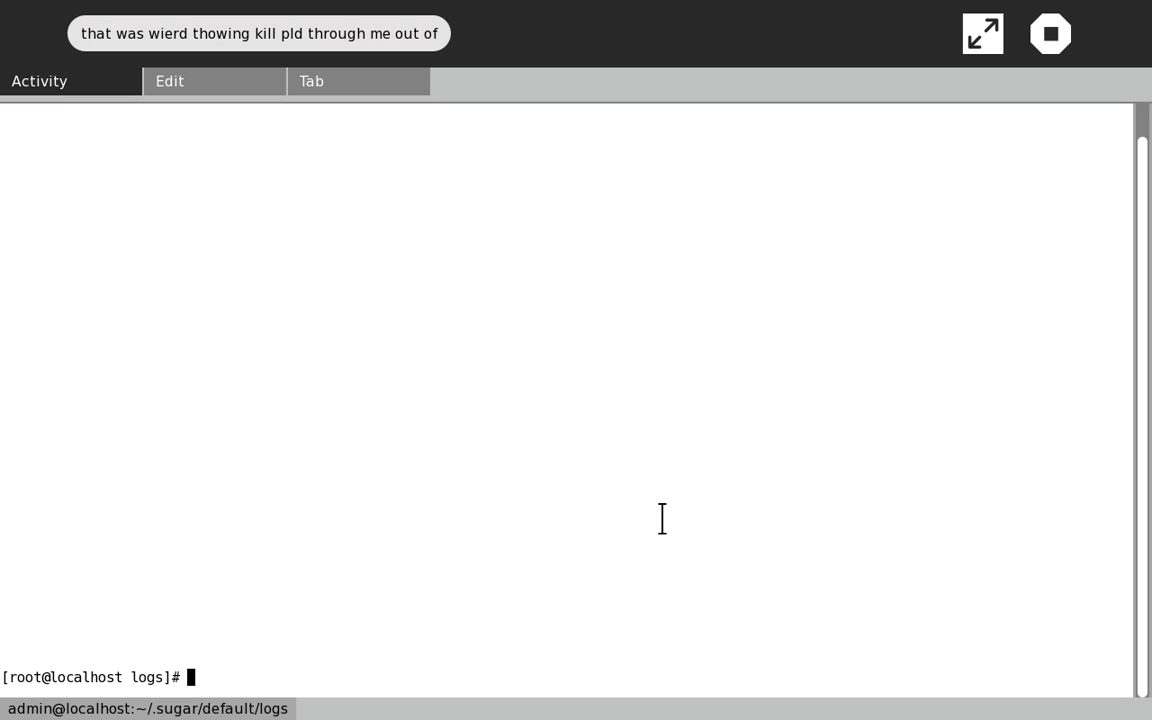 that was wierd thowing kill pld through me out of
Activity
Edit
Tab
[root@localhost logs]#
admin@localhost:~/.sugar/default/logs